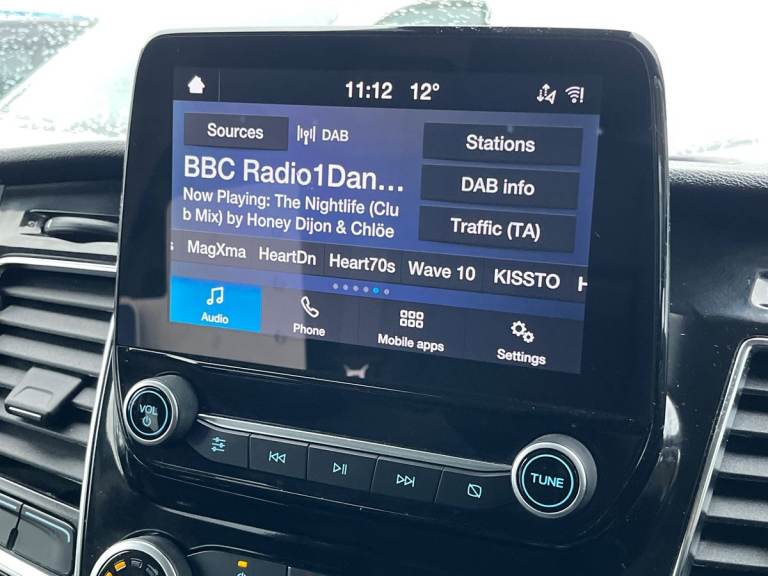 11:12 12°
Sources DAB Stations
BBC Radio1Dan...
DAB info
Now Playing: The Nightlife (Clu
b Mix) by Honey Dijon & Chlöe
Traffic (TA)
s MagXma HeartDn Heart70s Wave 10 KISSTO H
Audio Phone Mobile apps Settings
VOL
TUNE